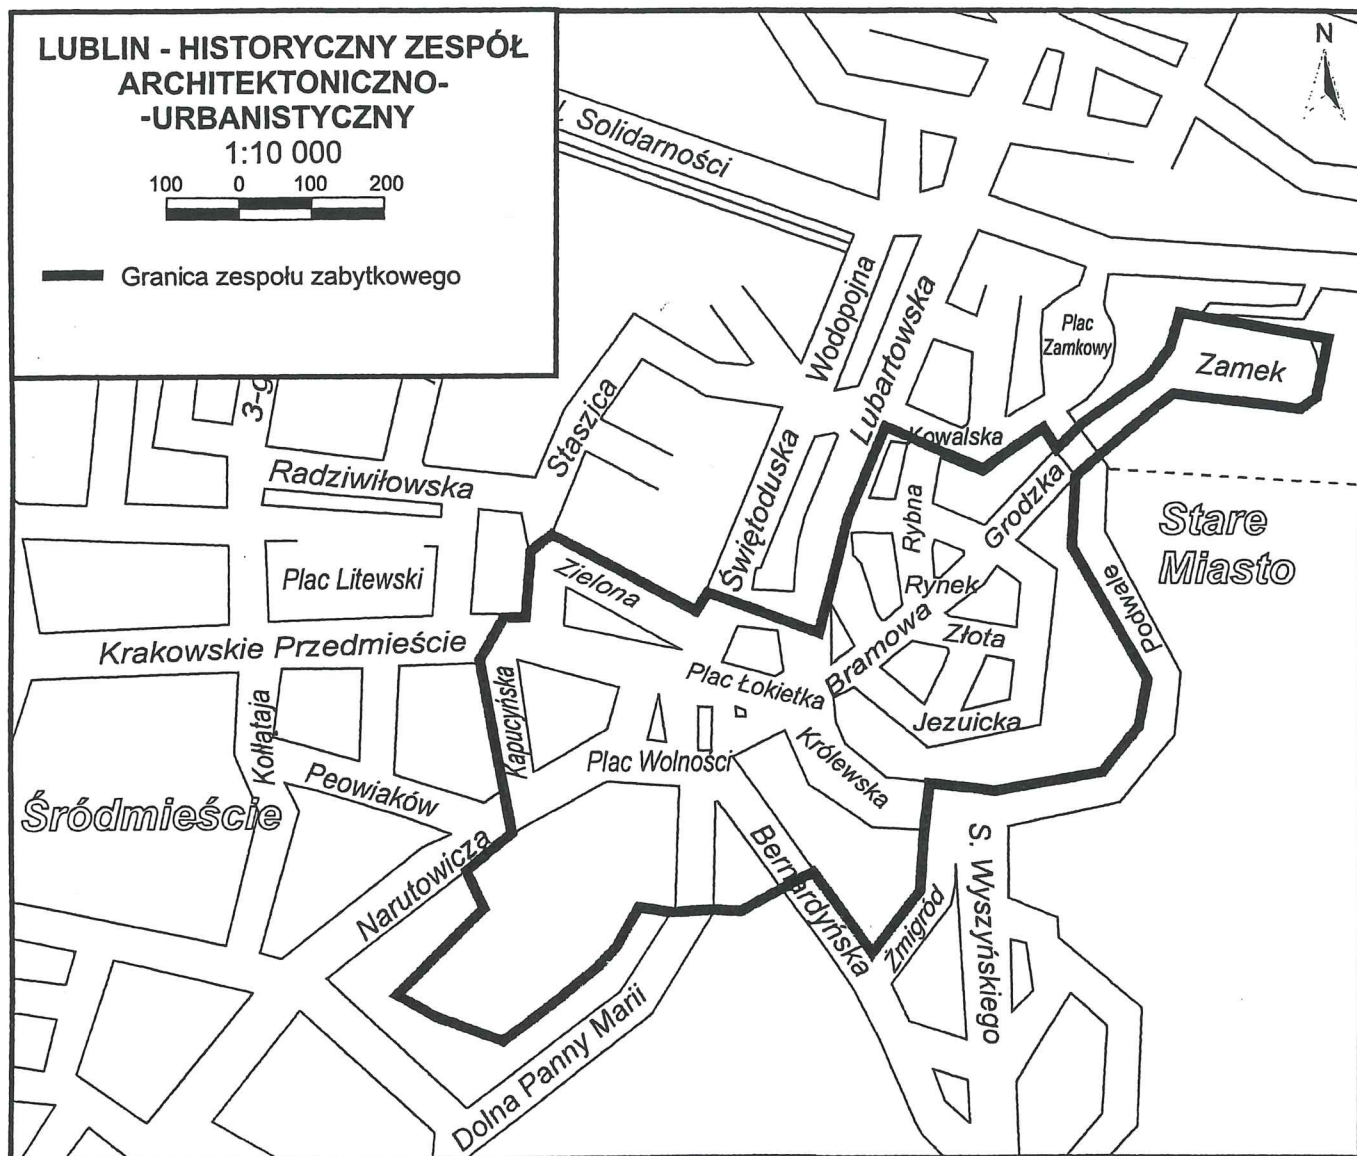 LUBLIN - HISTORYCZNY ZESPÓŁ
ARCHITEKTONICZNO-
-URBANISTYCZNY
1:10 000
100 0 100 200
Granica zespołu zabytkowego
N
l. Solidarności
Wodopojna
Lubartowska
Plac
Zamkowy
Zamek
3-g
Staszica
Radziwiłowska
Świętoduska
Kowalska
Rybna
Grodzka
Stare
Miasto
Plac Litewski
Zielona
Rynek
Podwale
Krakowskie Przedmieście
Bramowa
Złota
Plac Łokietka
Kapucyńska
Jezuicka
Kołłątaja
Plac Wolności
Królewska
Peowiaków
Śródmieście
Narutowicza
Bernardyńska
Żmigród
S. Wyszyńskiego
Dolna Panny Marii